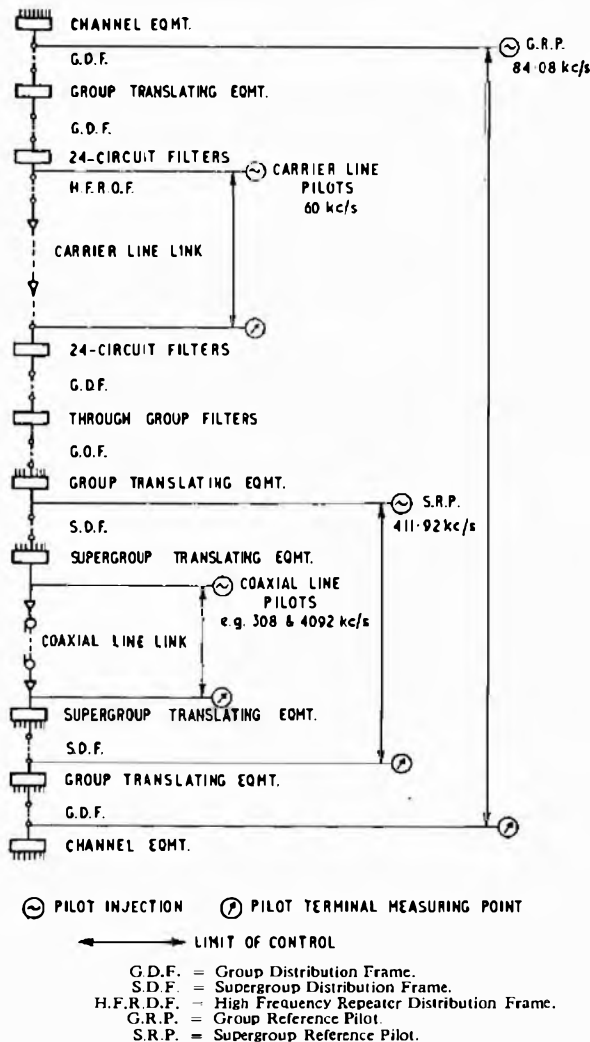 CHANNEL EQMT.
G.D.F.
G.R.P.
84·08 kc/s
GROUP TRANSLATING EQMT.
G.D.F.
24-CIRCUIT FILTERS
H.F.R.O.F.
CARRIER LINE
PILOTS
60 kc/s
CARRIER LINE LINK
24-CIRCUIT FILTERS
G.D.F.
THROUGH GROUP FILTERS
G.O.F.
GROUP TRANSLATING EQMT.
S.R.P.
411·92 kc/s
S.D.F.
SUPERGROUP TRANSLATING EQMT.
COAXIAL LINE
PILOTS
e.g. 308 & 4092 kc/s
COAXIAL LINE LINK
SUPERGROUP TRANSLATING EQMT.
S.D.F.
GROUP TRANSLATING EQMT.
G.D.F.
CHANNEL EQMT.
PILOT INJECTION
PILOT TERMINAL MEASURING POINT
LIMIT OF CONTROL
G.D.F. = Group Distribution Frame.
S.D.F. = Supergroup Distribution Frame.
H.F.R.D.F. = High Frequency Repeater Distribution Frame.
G.R.P. = Group Reference Pilot.
S.R.P. = Supergroup Reference Pilot.